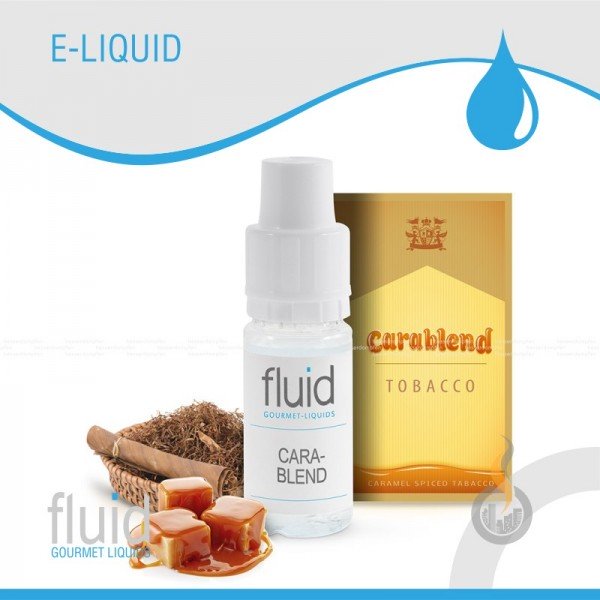 E-LIQUID
Carablend
TOBACCO
CARAMEL SPICED TOBACCO
fluid
GOURMET-LIQUIDS
CARA-
BLEND
fluid
GOURMET LIQUIDS